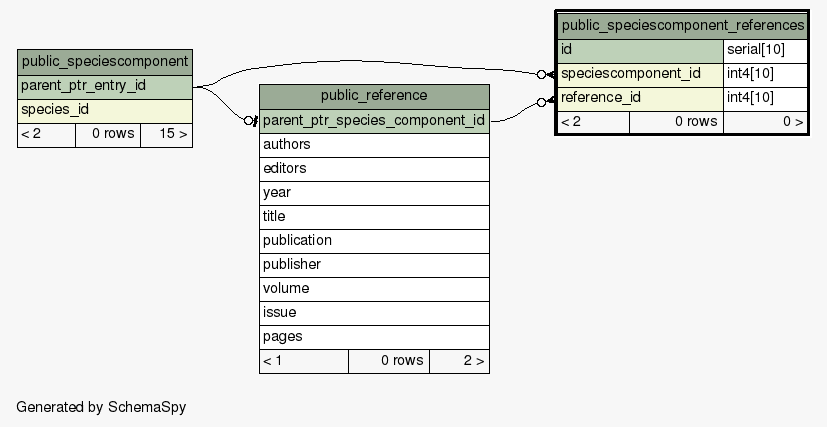 public_speciescomponent
parent_ptr_entry_id
species_id
< 2 0 rows 15 >
public_reference
parent_ptr_species_component_id
authors
editors
year
title
publication
publisher
volume
issue
pages
< 1 0 rows 2 >
public_speciescomponent_references
id serial[10]
speciescomponent_id int4[10]
reference_id int4[10]
< 2 0 rows 0 >
Generated by SchemaSpy